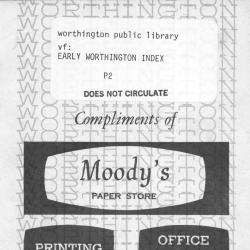 worthington public library
vf:
EARLY WORTHINGTON INDEX
P2
DOES NOT CIRCULATE
Compliments of
Moody's
PAPER STORE
PRINTING
OFFICE